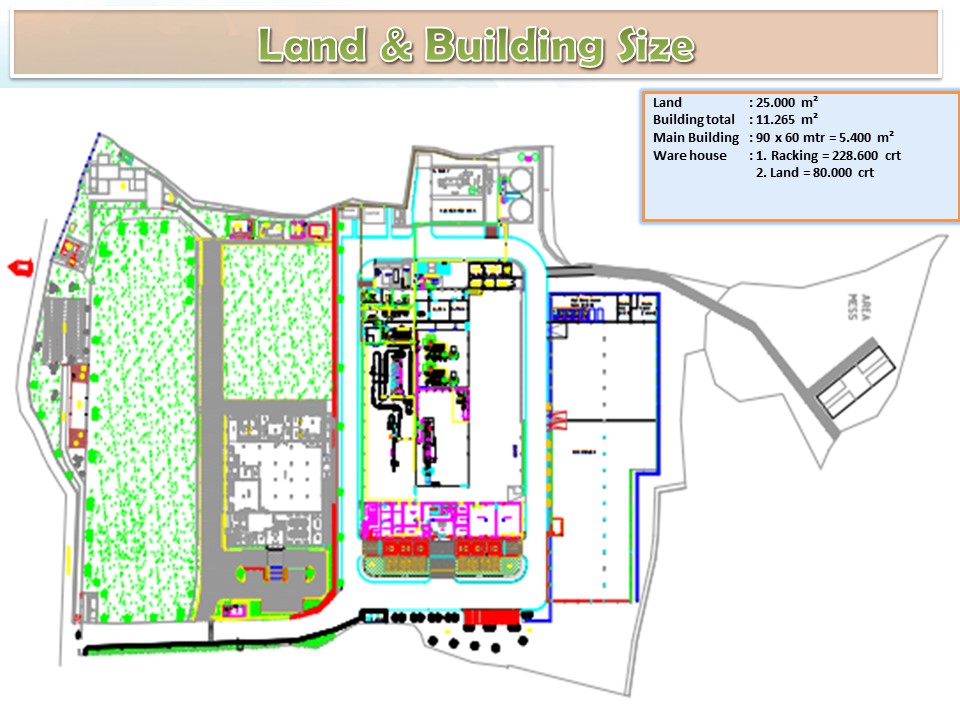 Land & Building Size
Land : 25.000 m²
Building total : 11.265 m²
Main Building : 90 x 60 mtr = 5.400 m²
Ware house : 1. Racking = 228.600 crt
2. Land = 80.000 crt
AREA
MESS